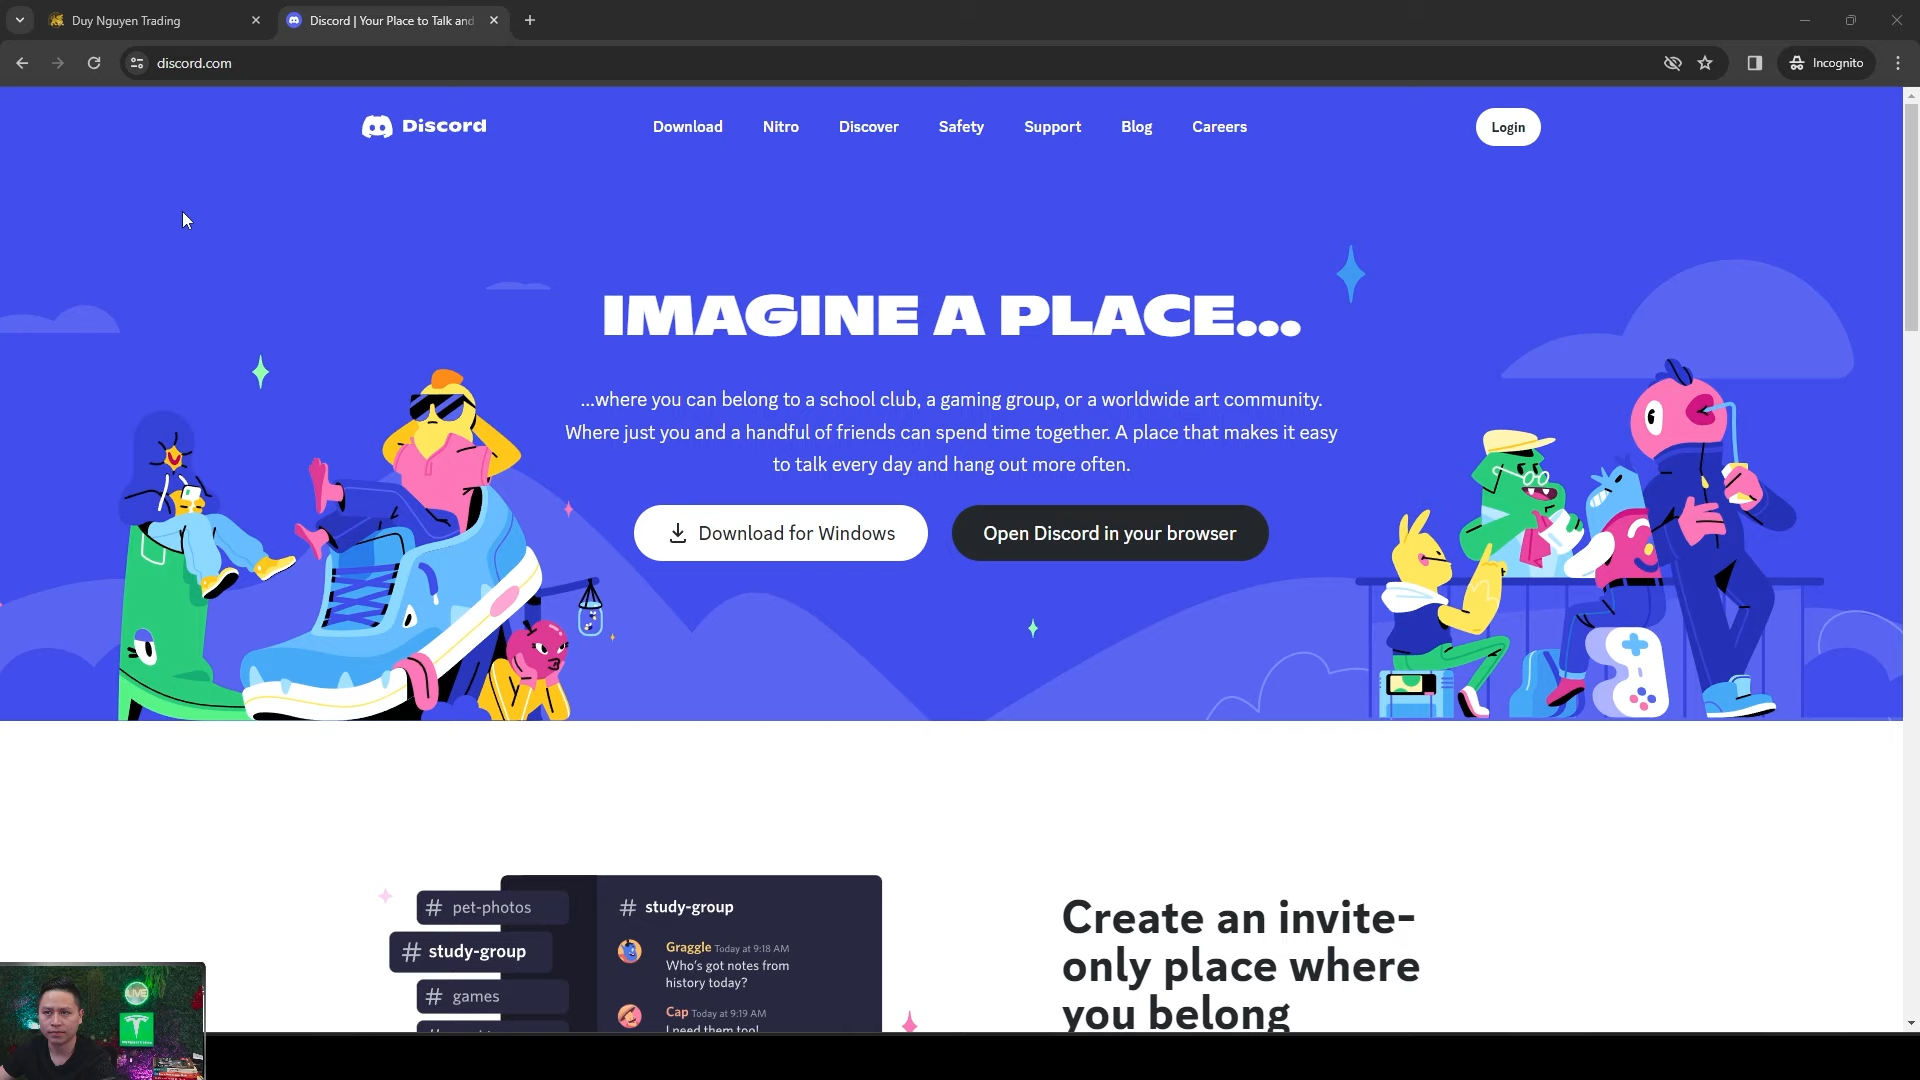 Duy Nguyen Trading
Discord | Your Place to Talk and
discord.com
Incognito
Discord
Download
Nitro
Discover
Safety
Support
Blog
Careers
Login
IMAGINE A PLACE...
...where you can belong to a school club, a gaming group, or a worldwide art community.
Where just you and a handful of friends can spend time together. A place that makes it easy
to talk every day and hang out more often.
Download for Windows
Open Discord in your browser
# pet-photos
# study-group
# games
# study-group
Graggle Today at 9:18 AM
Who's got notes from
history today?
Cap Today at 9:19 AM
I need them too!
Create an invite-
only place where
you belong
LIVE